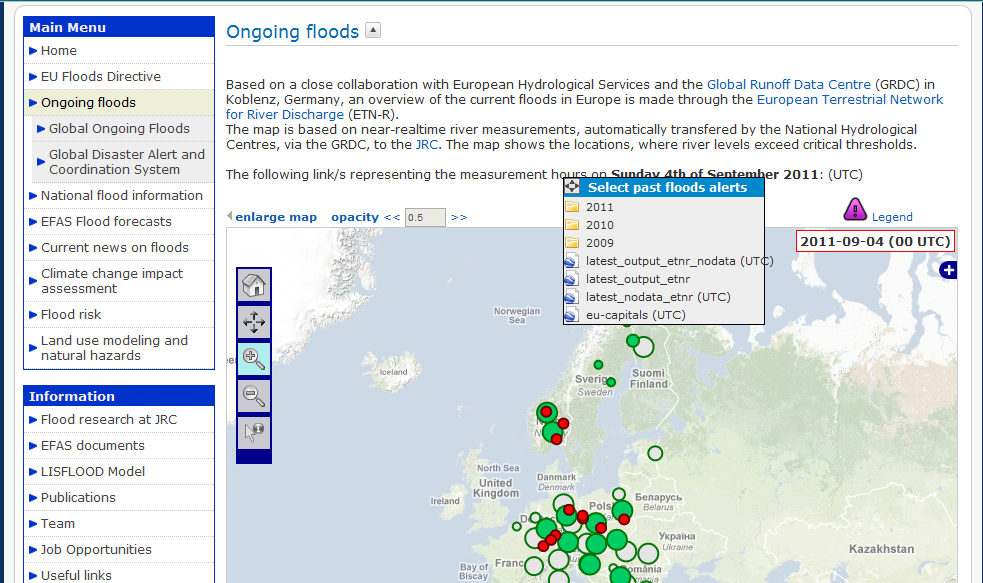 Main Menu
Home
EU Floods Directive
Ongoing floods
Global Ongoing Floods
Global Disaster Alert and
Coordination System
National flood information
EFAS Flood forecasts
Current news on floods
Climate change impact
assessment
Flood risk
Land use modeling and
natural hazards
Information
Flood research at JRC
EFAS documents
LISFLOOD Model
Publications
Team
Job Opportunities
Useful links
Ongoing floods
Based on a close collaboration with European Hydrological Services and the Global Runoff Data Centre (GRDC) in
Koblenz, Germany, an overview of the current floods in Europe is made through the European Terrestrial Network
for River Discharge (ETN-R).
The map is based on near-realtime river measurements, automatically transfered by the National Hydrological
Centres, via the GRDC, to the JRC. The map shows the locations, where river levels exceed critical thresholds.
The following link/s representing the measurement hours on Sunday 4th of September 2011: (UTC)
Select past floods alerts
2011
2010
2009
latest_output_etnr_nodata (UTC)
latest_output_etnr
latest_nodata_etnr (UTC)
eu-capitals (UTC)
enlarge map opacity << 0.5 >>
Legend
2011-09-04 (00 UTC)
Norwegian
Sea
Iceland
Sverige
Sweden
Suomi
Finland
North Sea
United
Kingdom
Ireland
Danmark
Denmark
Беларусь
Belarus
Україна
Ukraine
Kazakhstan
Bay of
Biscay